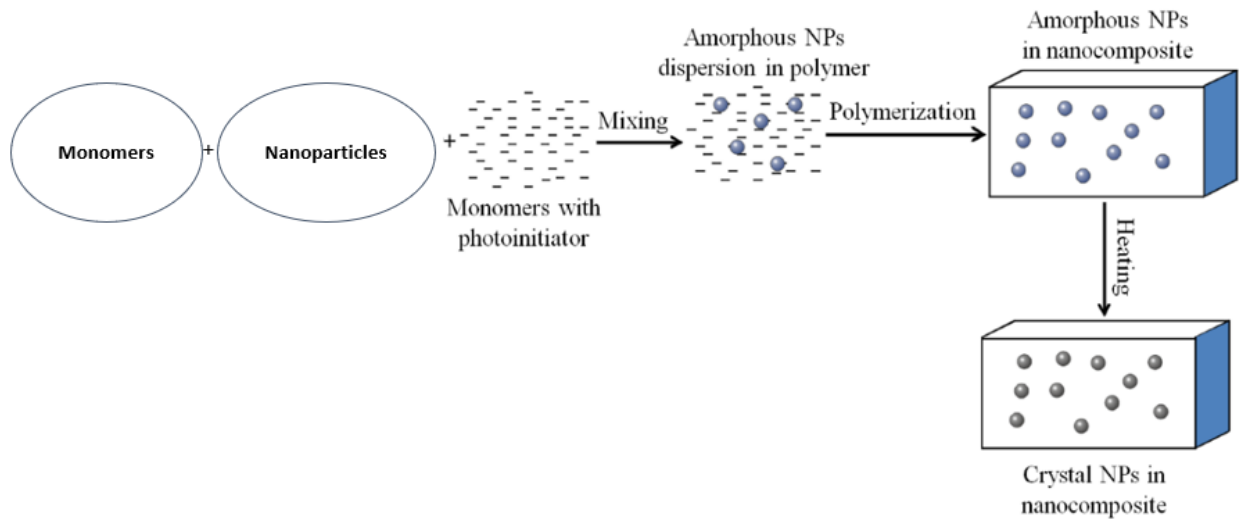 Monomers
+
Nanoparticles
+
Monomers with
photoinitiator
Mixing
Amorphous NPs
dispersion in polymer
Polymerization
Amorphous NPs
in nanocomposite
Heating
Crystal NPs in
nanocomposite